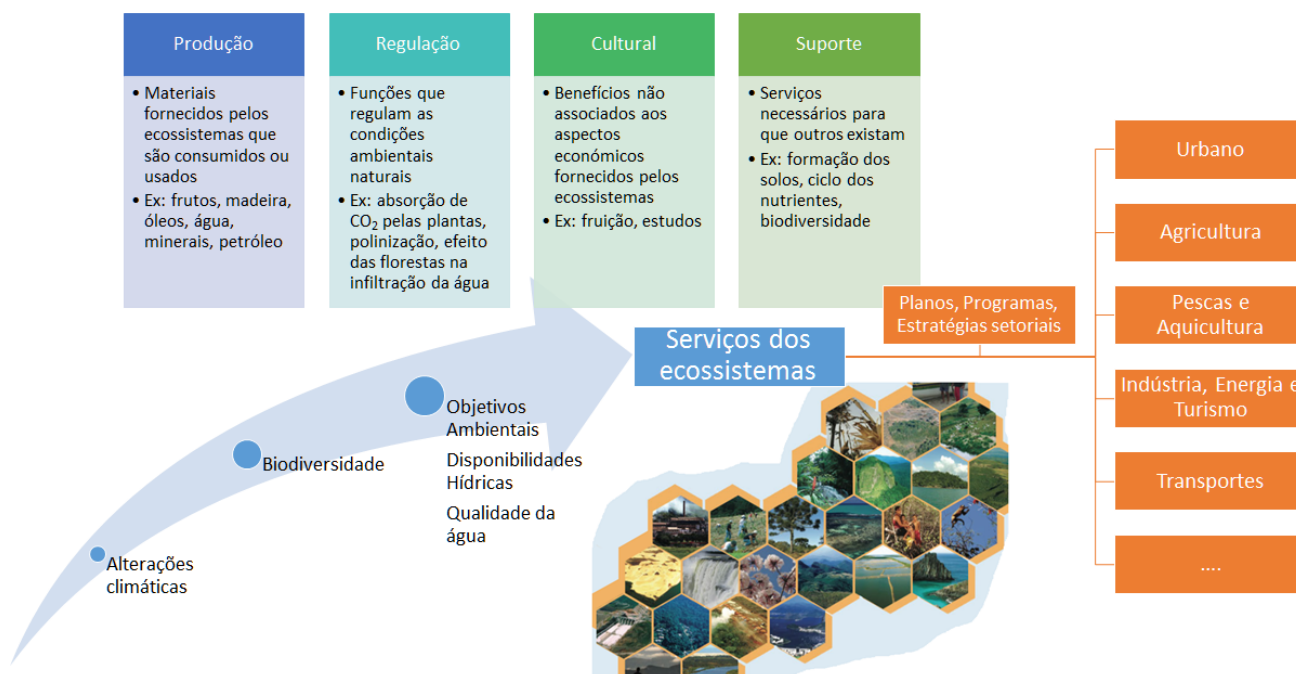 Produção
• Materiais
fornecidos pelos
ecossistemas que
são consumidos ou
usados
• Ex: frutos, madeira,
óleos, água,
minerais, petróleo
Regulação
• Funções que
regulam as
condições
ambientais
naturais
• Ex: absorção de
CO₂ pelas plantas,
polinização, efeito
das florestas na
infiltração da água
Cultural
• Benefícios não
associados aos
aspectos
económicos
fornecidos pelos
ecossistemas
• Ex: fruição, estudos
Suporte
• Serviços
necessários para
que outros existam
• Ex: formação dos
solos, ciclo dos
nutrientes,
biodiversidade
Alterações
climáticas
Biodiversidade
Objetivos
Ambientais
Disponibilidades
Hídricas
Qualidade da
água
Serviços dos
ecossistemas
Planos, Programas,
Estratégias setoriais
Urbano
Agricultura
Pescas e
Aquicultura
Indústria, Energia e
Turismo
Transportes
....